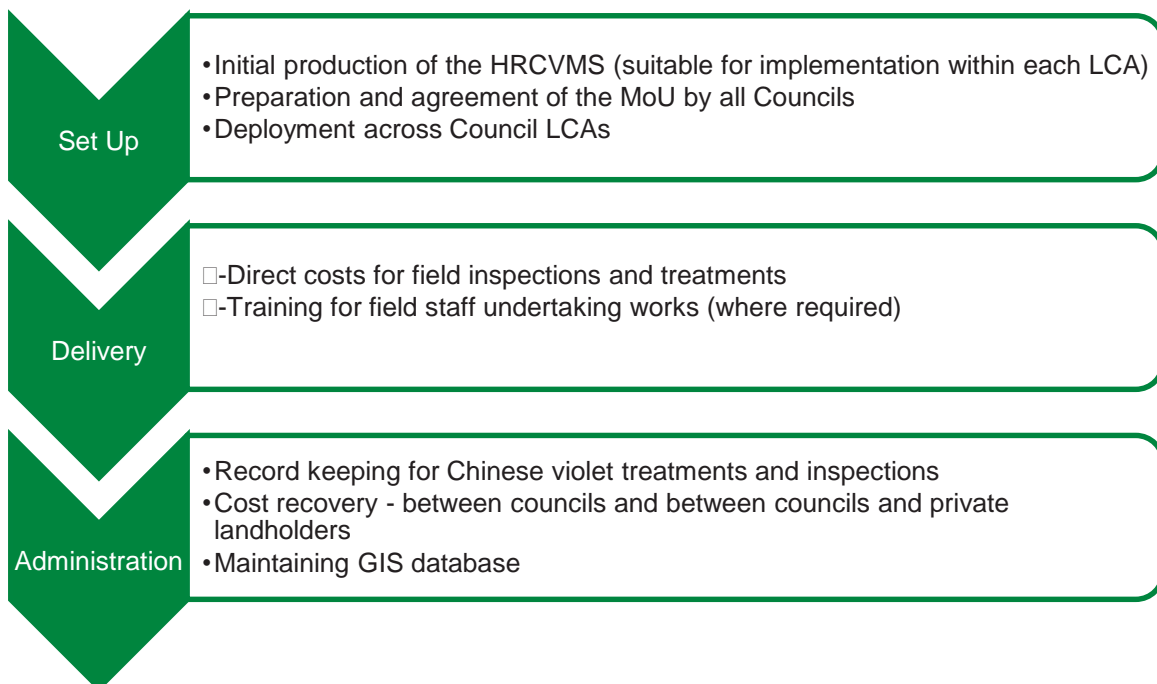 Set Up
•Initial production of the HRCVMS (suitable for implementation within each LCA)
•Preparation and agreement of the MoU by all Councils
•Deployment across Council LCAs
Delivery
□-Direct costs for field inspections and treatments
□-Training for field staff undertaking works (where required)
Administration
•Record keeping for Chinese violet treatments and inspections
•Cost recovery - between councils and between councils and private
landholders
•Maintaining GIS database